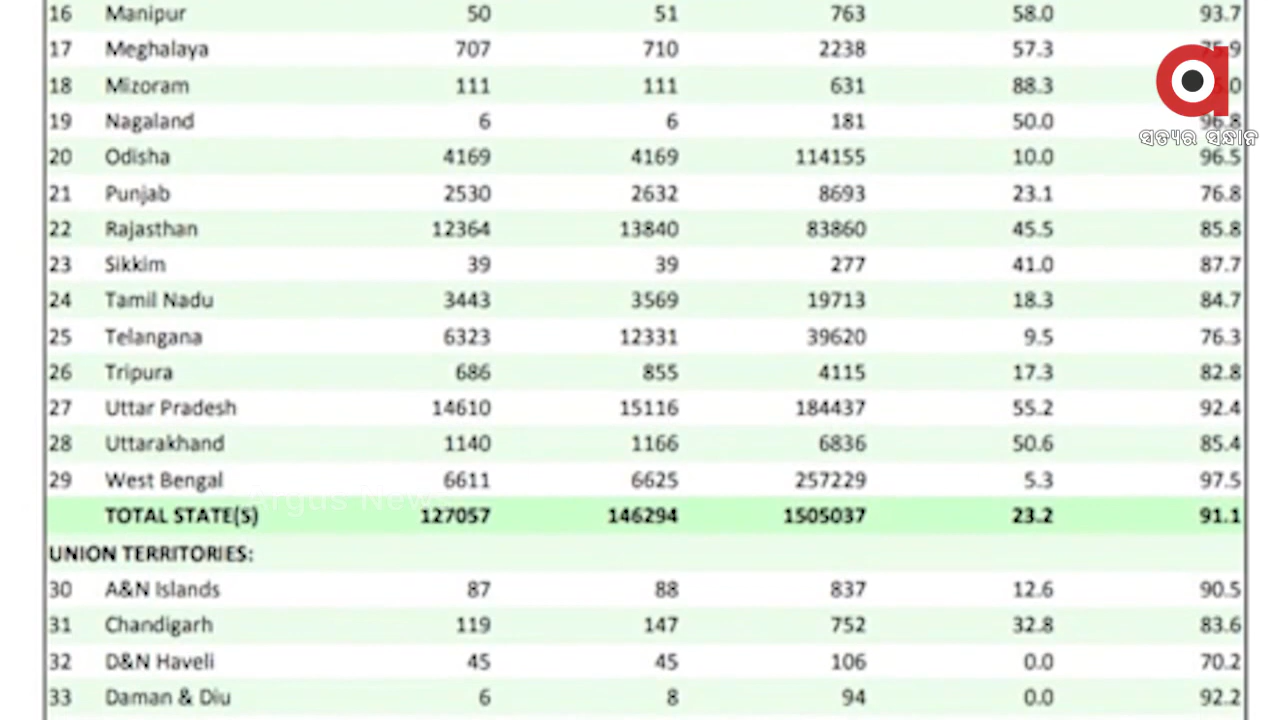 16 Manipur 50 51 763 58.0 93.7
17 Meghalaya 707 710 2238 57.3 75.9
18 Mizoram 111 111 631 88.3
19 Nagaland 6 6 181 50.0 96.8
ସତ୍ୟର ସନ୍ଧାନ
20 Odisha 4169 4169 114155 10.0 96.5
21 Punjab 2530 2632 8693 23.1 76.8
22 Rajasthan 12364 13840 83860 45.5 85.8
23 Sikkim 39 39 277 41.0 87.7
24 Tamil Nadu 3443 3569 19713 18.3 84.7
25 Telangana 6323 12331 39620 9.5 76.3
26 Tripura 686 855 4115 17.3 82.8
27 Uttar Pradesh 14610 15116 184437 55.2 92.4
28 Uttarakhand 1140 1166 6836 50.6 85.4
29 West Bengal 6611 6625 257229 5.3 97.5
Argus News
TOTAL STATE(S) 127057 146294 1505037 23.2 91.1
UNION TERRITORIES:
30 A&N Islands 87 88 837 12.6 90.5
31 Chandigarh 119 147 752 32.8 83.6
32 D&N Haveli 45 45 106 0.0 70.2
33 Daman & Diu 6 8 94 0.0 92.2